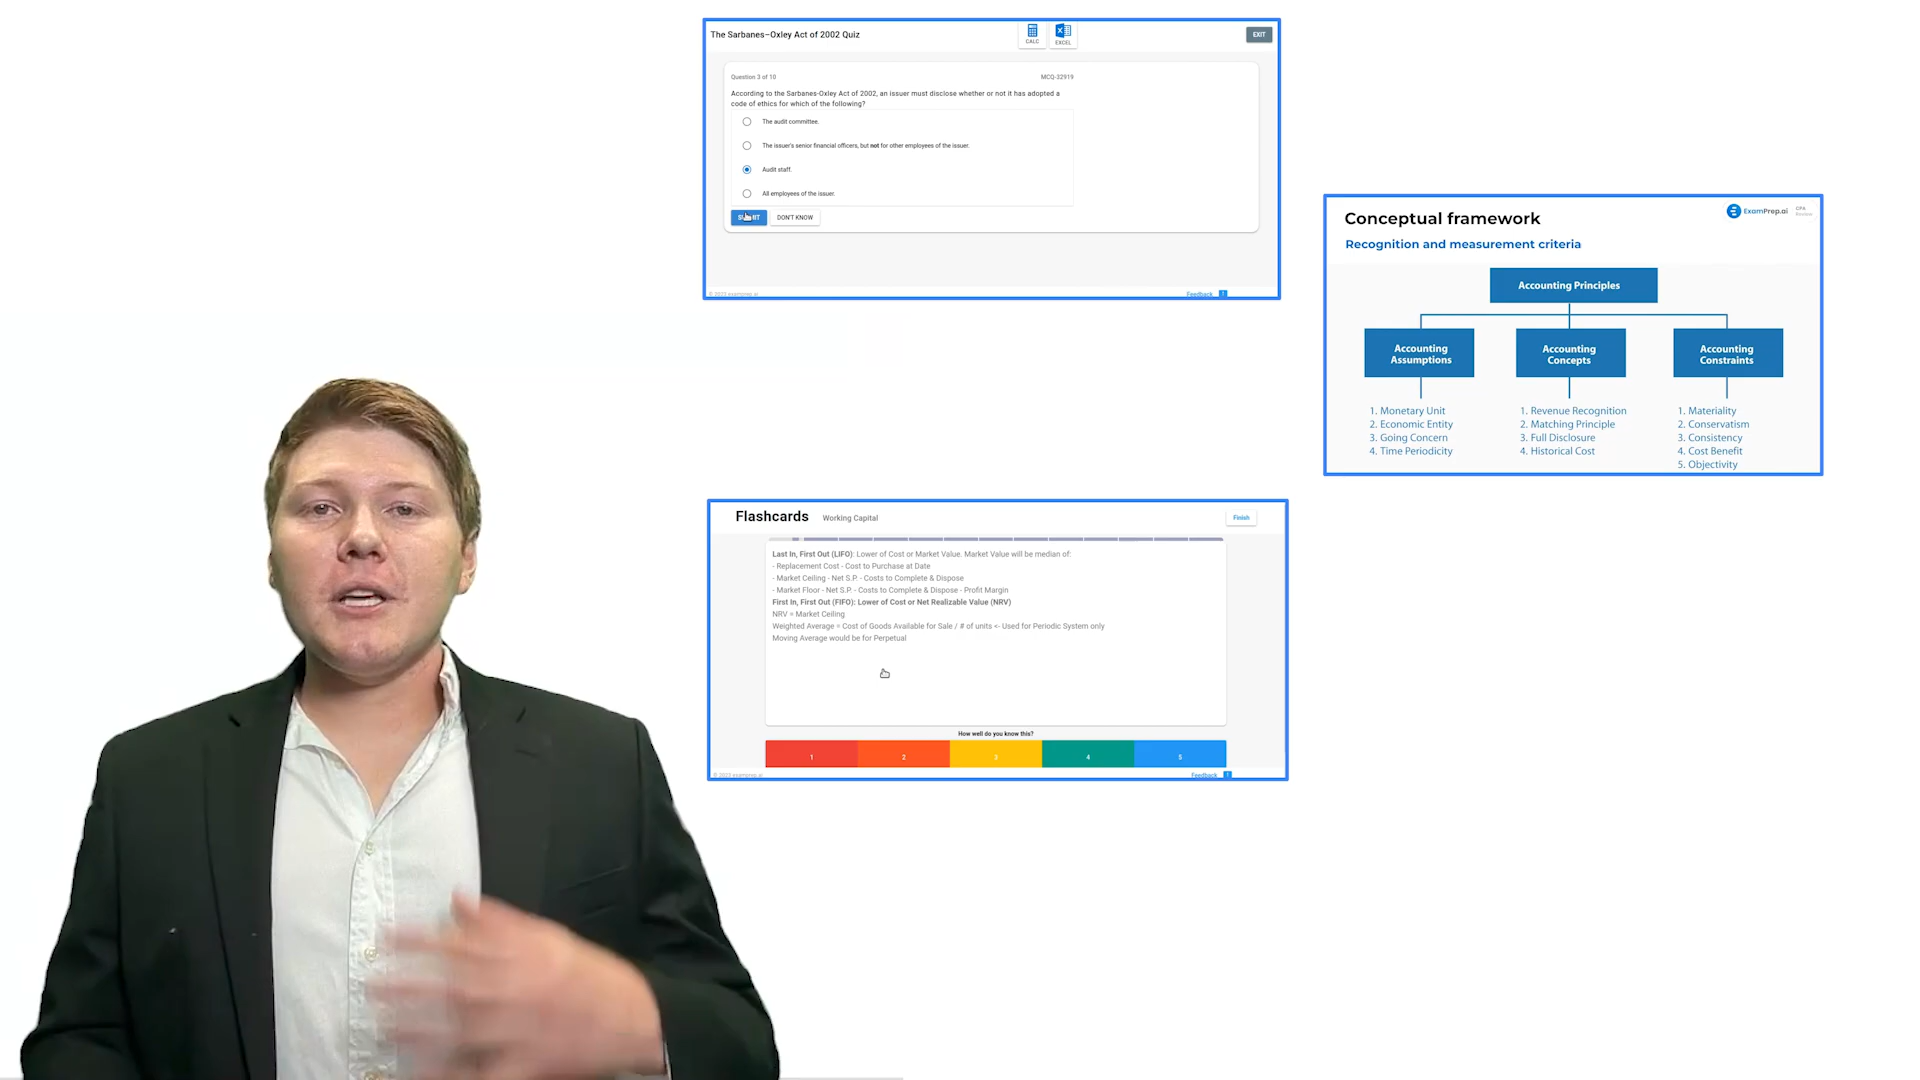 The Sarbanes–Oxley Act of 2002 Quiz
CALC
EXCEL
EXIT
Question 3 of 10
MCQ-32919
According to the Sarbanes-Oxley Act of 2002, an issuer must disclose whether or not it has adopted a
code of ethics for which of the following?
The audit committee.
The issuer's senior financial officers, but not for other employees of the issuer.
Audit staff.
All employees of the issuer.
DON'T KNOW
© 2023 examprep.ai
Feedback
Conceptual framework
ExamPrep.ai
CPA
Review
Recognition and measurement criteria
Accounting Principles
Accounting
Assumptions
Accounting
Concepts
Accounting
Constraints
1. Monetary Unit
2. Economic Entity
3. Going Concern
4. Time Periodicity
1. Revenue Recognition
2. Matching Principle
3. Full Disclosure
4. Historical Cost
1. Materiality
2. Conservatism
3. Consistency
4. Cost Benefit
5. Objectivity
Flashcards
Working Capital
Finish
Last In, First Out (LIFO): Lower of Cost or Market Value. Market Value will be median of:
- Replacement Cost - Cost to Purchase at Date
- Market Ceiling - Net S.P. - Costs to Complete & Dispose
- Market Floor - Net S.P. - Costs to Complete & Dispose - Profit Margin
First In, First Out (FIFO): Lower of Cost or Net Realizable Value (NRV)
NRV = Market Ceiling
Weighted Average = Cost of Goods Available for Sale / # of units <- Used for Periodic System only
Moving Average would be for Perpetual
How well do you know this?
1
2
3
4
5
© 2023 examprep.ai
Feedback